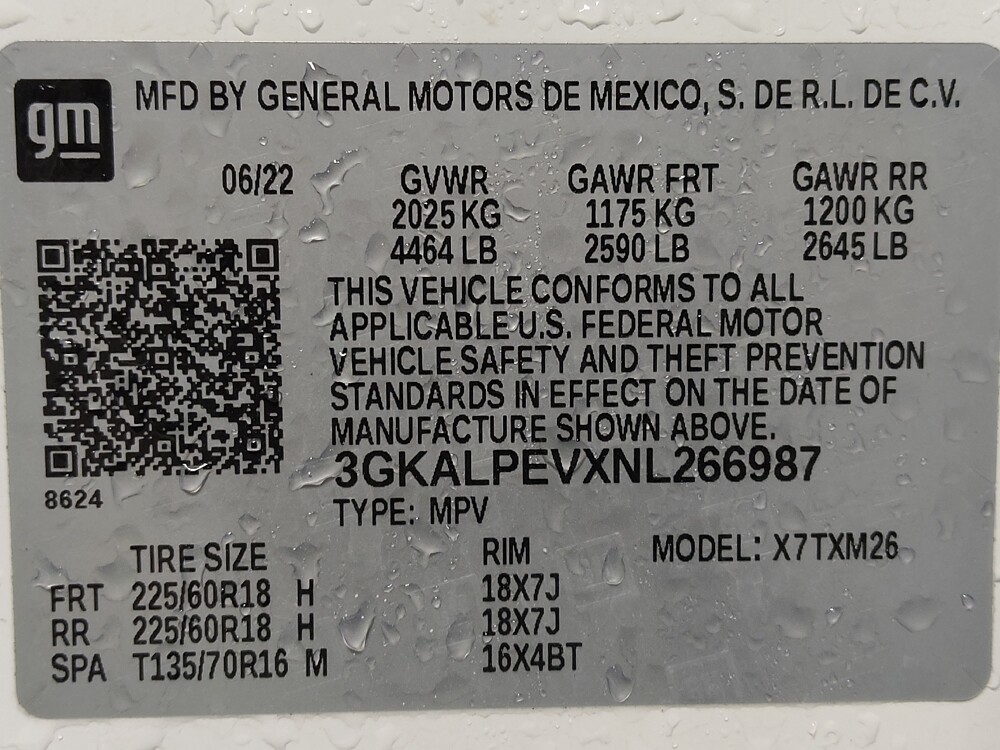 gm
MFD BY GENERAL MOTORS DE MEXICO, S. DE R.L. DE C.V.
06/22 GVWR GAWR FRT GAWR RR
2025 KG 1175 KG 1200 KG
4464 LB 2590 LB 2645 LB
THIS VEHICLE CONFORMS TO ALL
APPLICABLE U.S. FEDERAL MOTOR
VEHICLE SAFETY AND THEFT PREVENTION
STANDARDS IN EFFECT ON THE DATE OF
MANUFACTURE SHOWN ABOVE.
3GKALPEVXNL266987
8624
TYPE: MPV
TIRE SIZE RIM MODEL: X7TXM26
FRT 225/60R18 H 18X7J
RR 225/60R18 H 18X7J
SPA T135/70R16 M 16X4BT